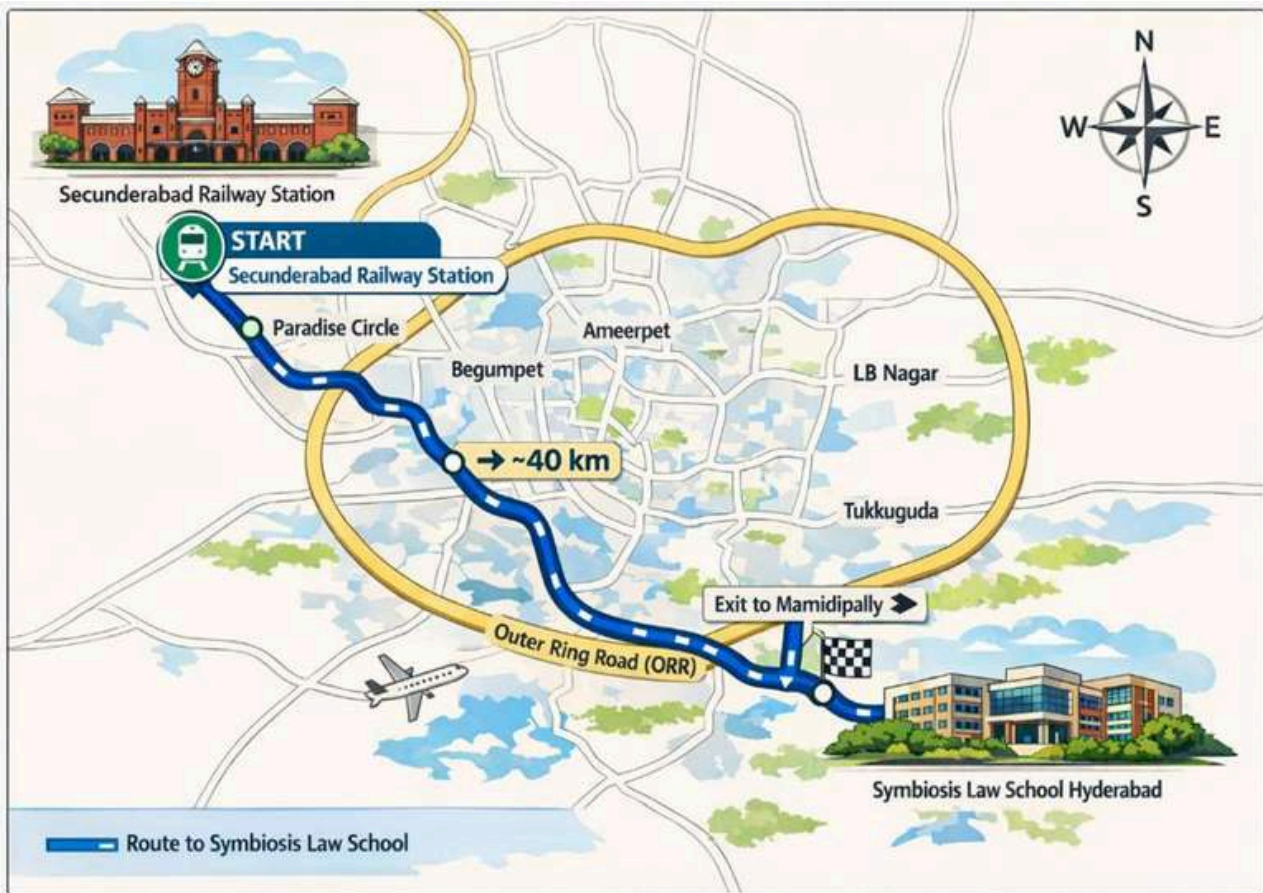 N
W E
S
Secunderabad Railway Station
START
Secunderabad Railway Station
Paradise Circle
Ameerpet
Begumpet
LB Nagar
→ ~40 km
Tukkuguda
Exit to Mamidipally
Outer Ring Road (ORR)
Symbiosis Law School Hyderabad
Route to Symbiosis Law School